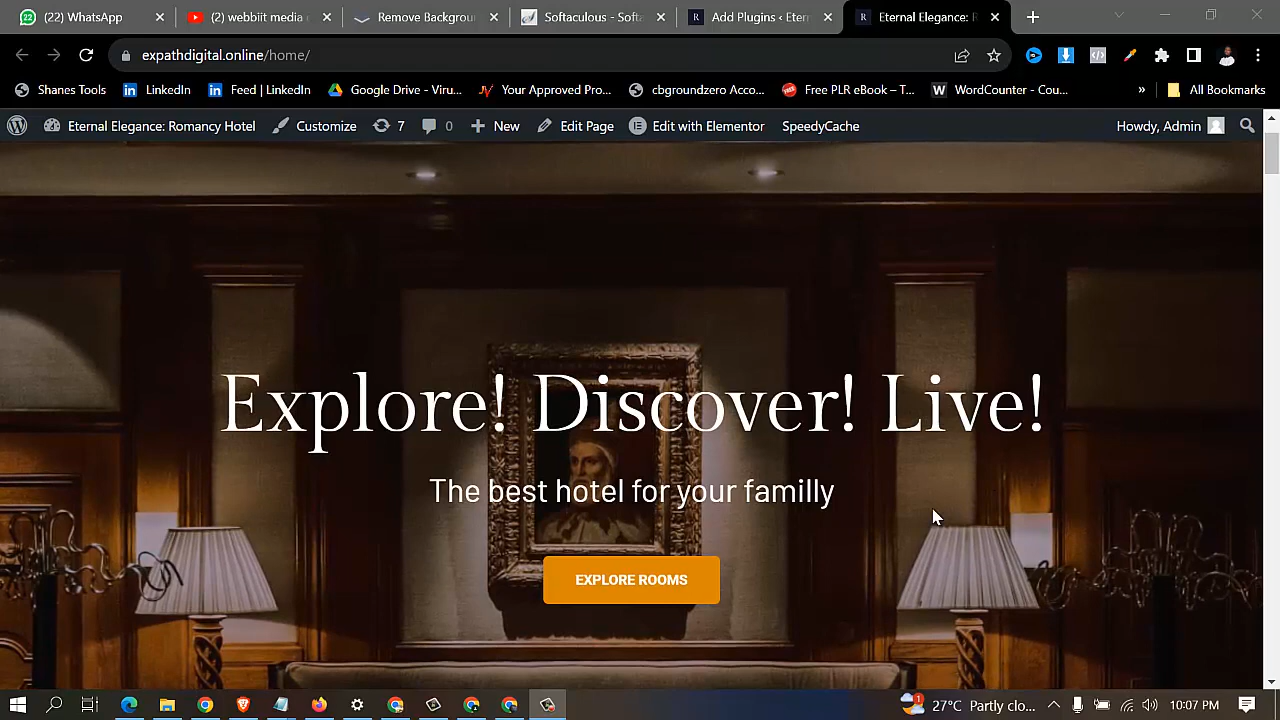 (22) WhatsApp
(2) webbiit media
Remove Backgroun
Softaculous - Softa
Add Plugins ‹ Eter
Eternal Elegance: R
expathdigital.online/home/
Shanes Tools
LinkedIn
Feed | LinkedIn
Google Drive - Viru...
Your Approved Pro...
cbgroundzero Acco...
Free PLR eBook – T...
WordCounter - Cou...
»
All Bookmarks
Eternal Elegance: Romancy Hotel
Customize
7
0
New
Edit Page
Edit with Elementor
SpeedyCache
Howdy, Admin
Explore! Discover! Live!
The best hotel for your familly
EXPLORE ROOMS
27°C Partly clo...
10:07 PM